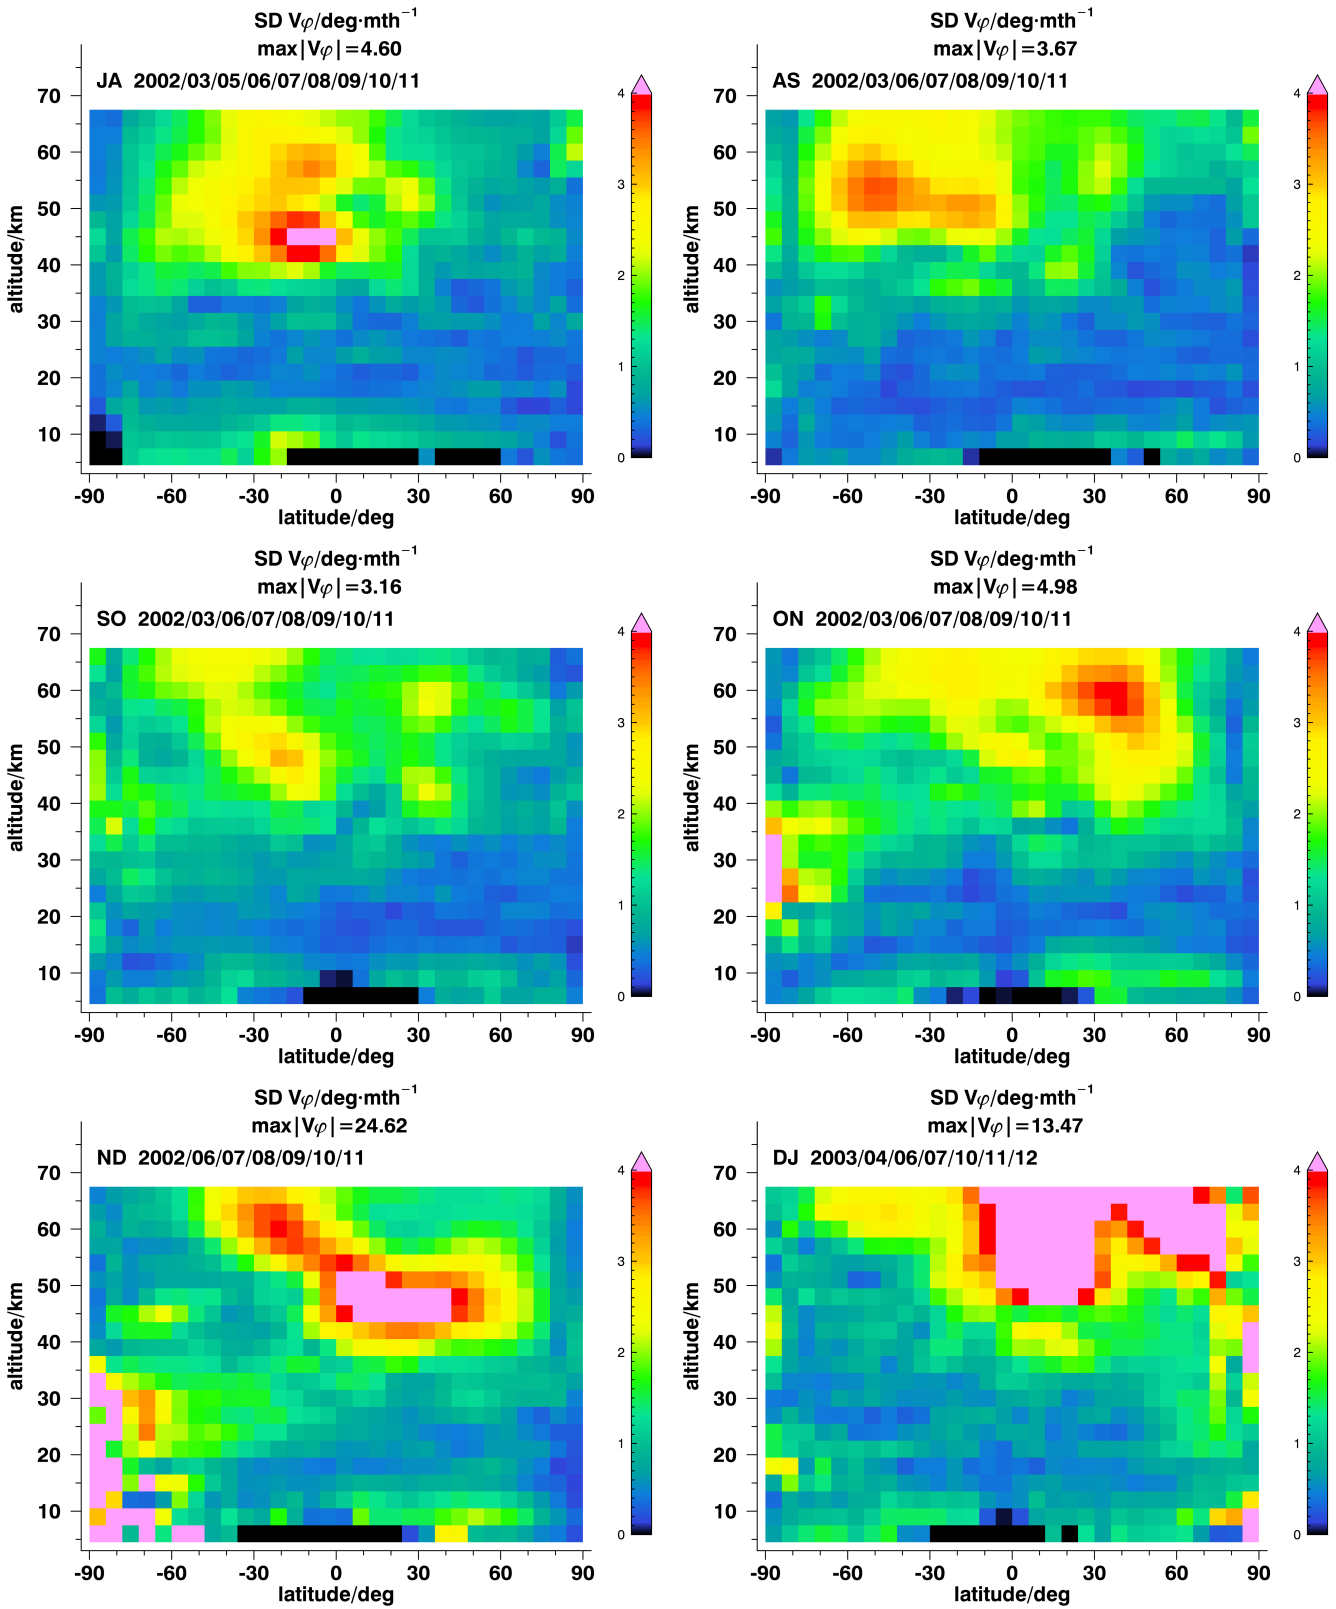 SD Vφ/deg·mth⁻¹
max|Vφ|=4.60
JA 2002/03/05/06/07/08/09/10/11
70
60
50
40
30
20
10
altitude/km
-90 -60 -30 0 30 60 90
latitude/deg
4
3
2
1
0
SD Vφ/deg·mth⁻¹
max|Vφ|=3.67
AS 2002/03/06/07/08/09/10/11
70
60
50
40
30
20
10
altitude/km
-90 -60 -30 0 30 60 90
latitude/deg
4
3
2
1
0
SD Vφ/deg·mth⁻¹
max|Vφ|=3.16
SO 2002/03/06/07/08/09/10/11
70
60
50
40
30
20
10
altitude/km
-90 -60 -30 0 30 60 90
latitude/deg
4
3
2
1
0
SD Vφ/deg·mth⁻¹
max|Vφ|=4.98
ON 2002/03/06/07/08/09/10/11
70
60
50
40
30
20
10
altitude/km
-90 -60 -30 0 30 60 90
latitude/deg
4
3
2
1
0
SD Vφ/deg·mth⁻¹
max|Vφ|=24.62
ND 2002/06/07/08/09/10/11
70
60
50
40
30
20
10
altitude/km
-90 -60 -30 0 30 60 90
latitude/deg
4
3
2
1
0
SD Vφ/deg·mth⁻¹
max|Vφ|=13.47
DJ 2003/04/06/07/10/11/12
70
60
50
40
30
20
10
altitude/km
-90 -60 -30 0 30 60 90
latitude/deg
4
3
2
1
0